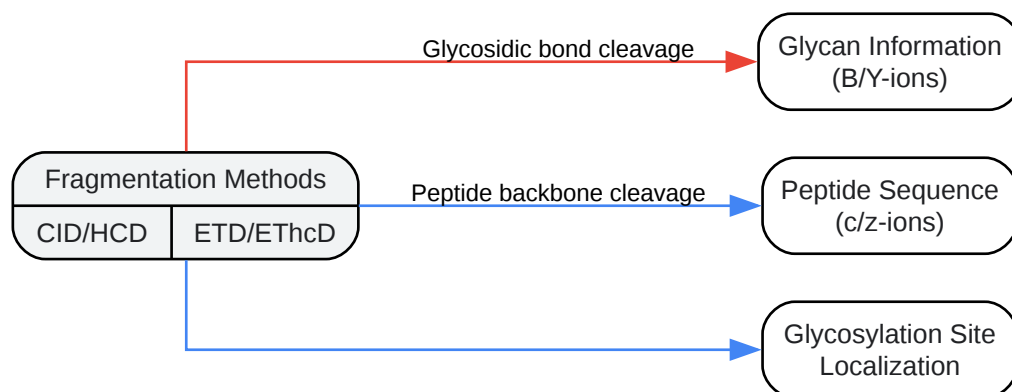 Glycosidic bond cleavage
Glycan Information
(B/Y-ions)
Fragmentation Methods
CID/HCD
ETD/EThcD
Peptide backbone cleavage
Peptide Sequence
(c/z-ions)
Glycosylation Site
Localization